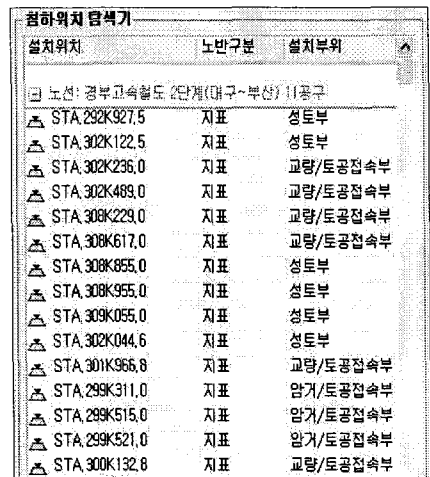 침하위치 탐색기
설치위치 노반구분 설치부위
노선: 경부고속철도 2단계(대구~부산) 11공구
STA.292K927.5 지표 성토부
STA.302K122.5 지표 성토부
STA.302K236.0 지표 교량/토공접속부
STA.302K489.0 지표 교량/토공접속부
STA.308K229.0 지표 교량/토공접속부
STA.308K617.0 지표 교량/토공접속부
STA.308K855.0 지표 성토부
STA.308K955.0 지표 성토부
STA.309K055.0 지표 성토부
STA.302K044.6 지표 성토부
STA.301K966.8 지표 교량/토공접속부
STA.299K311.0 지표 암거/토공접속부
STA.299K515.0 지표 암거/토공접속부
STA.299K521.0 지표 암거/토공접속부
STA.300K132.8 지표 교량/토공접속부